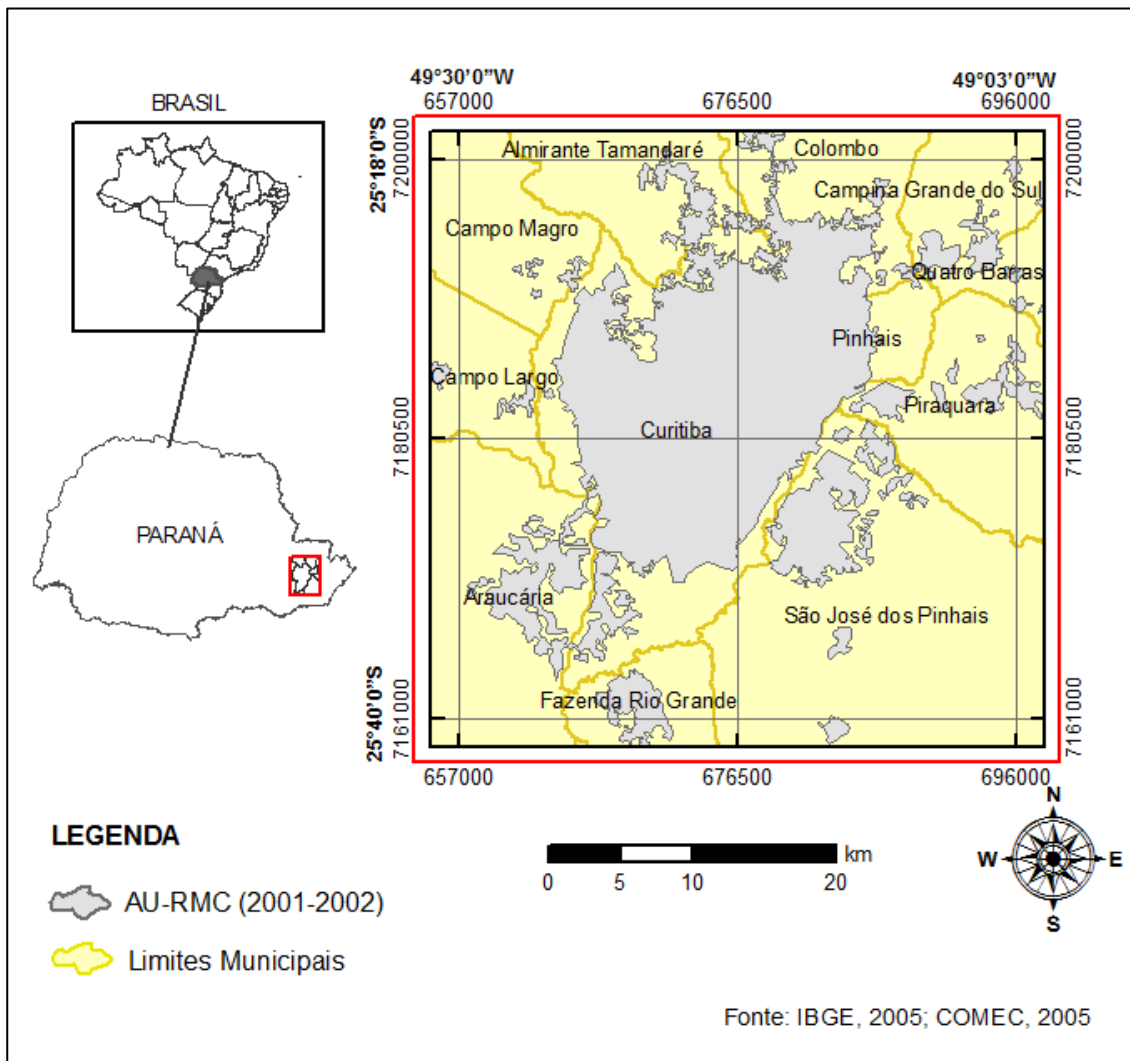 BRASIL
PARANÁ
49°30’0”W
49°03’0”W
657000
676500
696000
25°18’0”S
7200000
7200000
Almirante Tamandaré
Colombo
Campina Grande do Sul
Campo Magro
Quatro Barras
Pinhais
Campo Largo
Piraquara
Curitiba
7180500
7180500
Araucária
São José dos Pinhais
Fazenda Rio Grande
25°40’0”S
7161000
7161000
657000
676500
696000
LEGENDA
AU-RMC (2001-2002)
Limites Municipais
km
0
5
10
20
N
W
E
S
Fonte: IBGE, 2005; COMEC, 2005